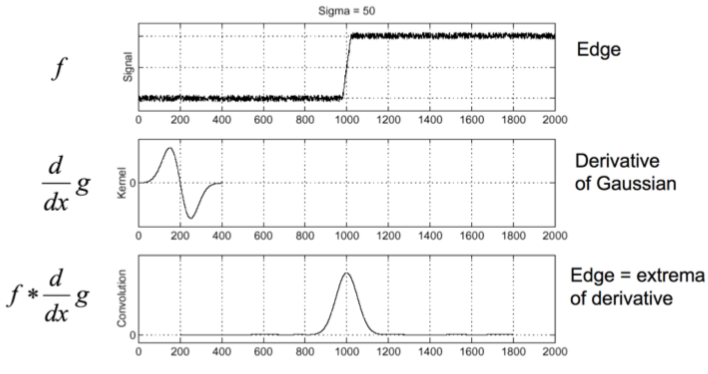 Sigma = 50
f
Signal
Edge
0 200 400 600 800 1000 1200 1400 1600 1800 2000
d
dx
g
Kernel
0
Derivative
of Gaussian
0 200 400 600 800 1000 1200 1400 1600 1800 2000
f * d
dx
g
Convolution
0
Edge = extrema
of derivative
0 200 400 600 800 1000 1200 1400 1600 1800 2000